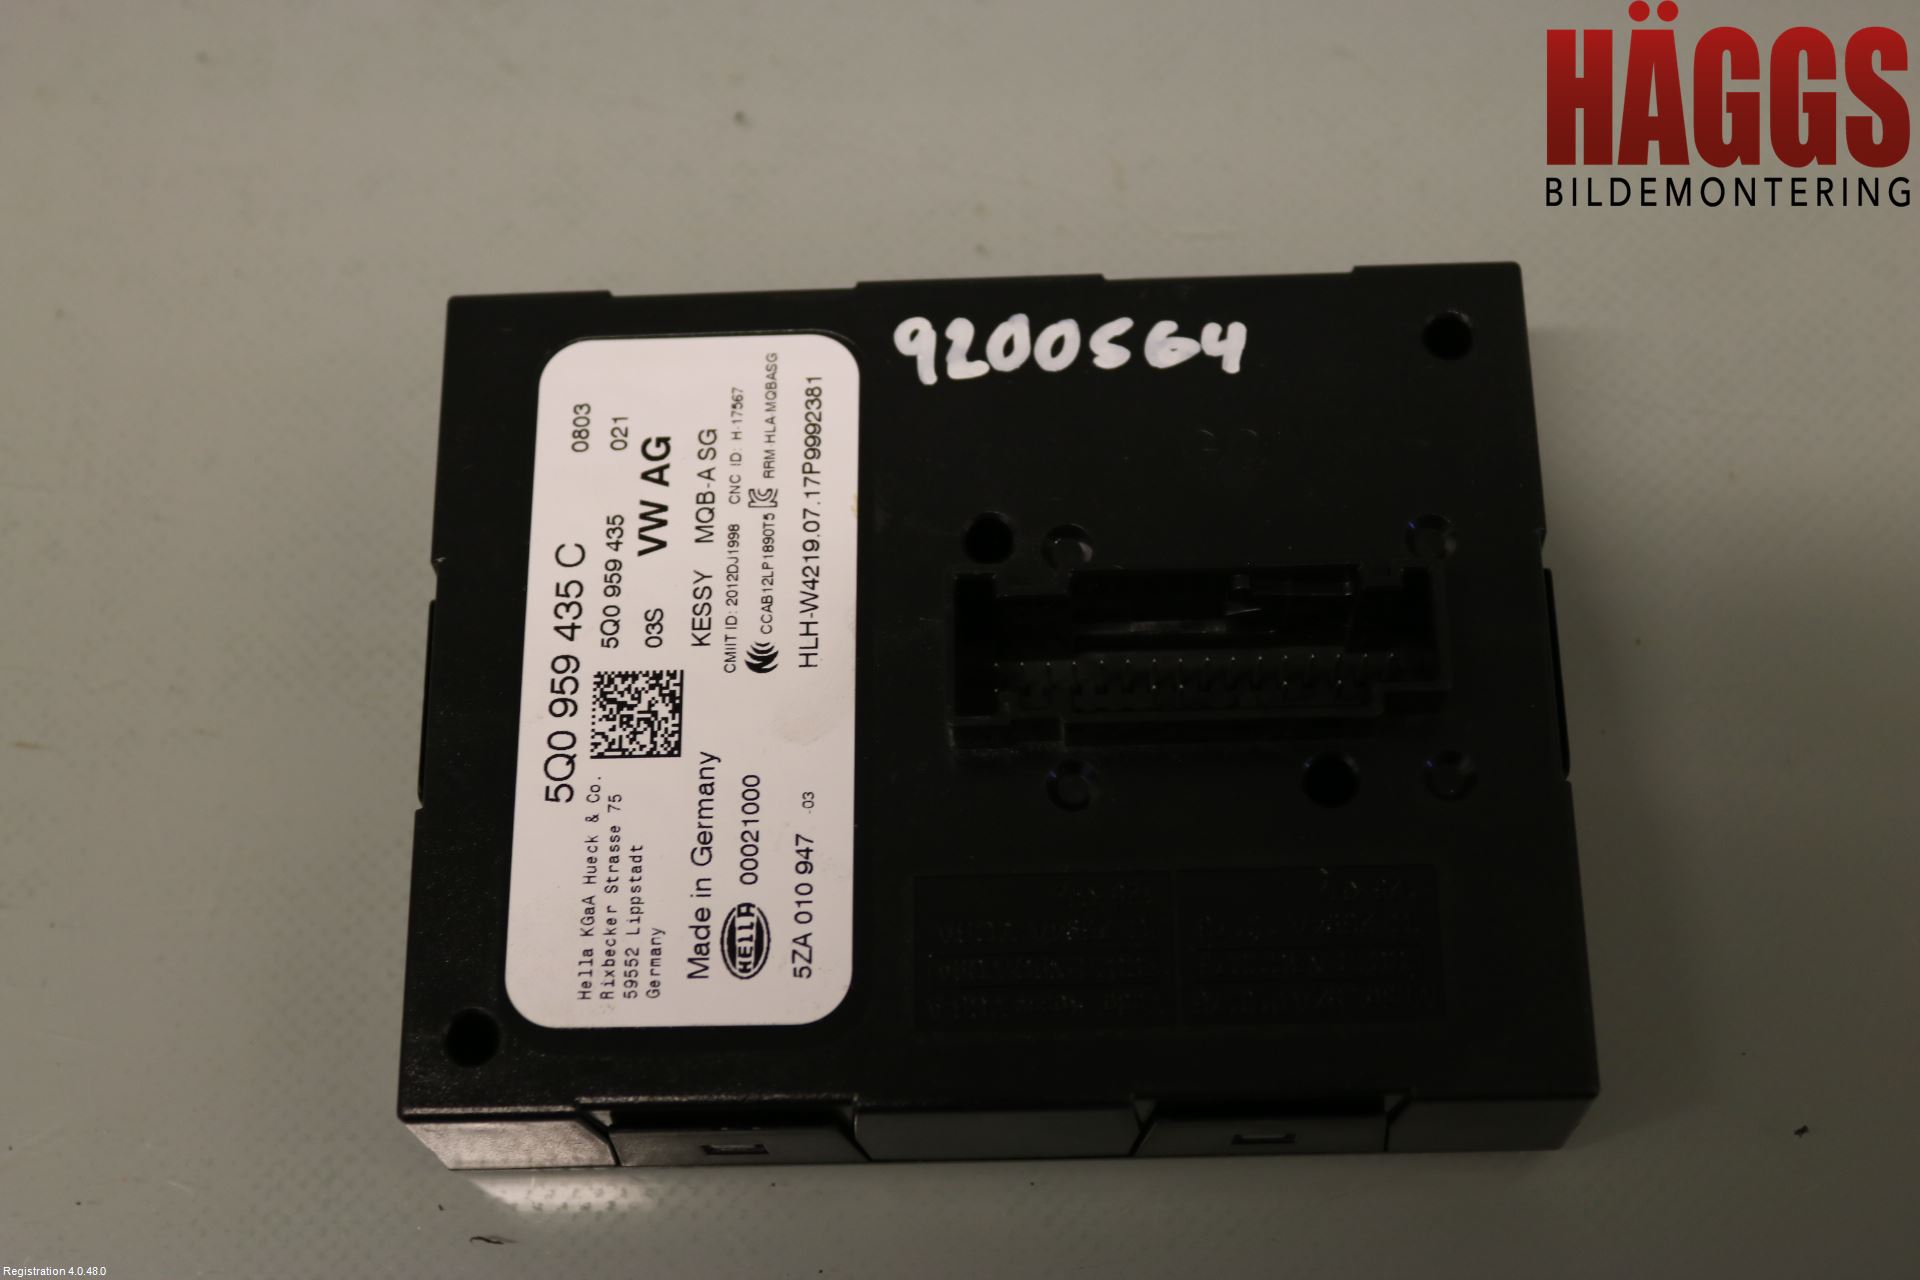 HÄGGS
BILDEMONTERING
9200564
5Q0 959 435 C 0803
5Q0 959 435 021
03S VW AG
KESSY MQB-A SG
CMIIT ID: 2012DJ1998 CNC ID: H-17567
CCAB12LP1890T5 RRM HLA MQBASG
HLH-W4219.07.17P9992381
Hella KGaA Hueck & Co.
Rixbecker Strasse 75
59552 Lippstadt
Germany
Made in Germany
HELLA 00021000
5ZA 010 947 -03
Registration 4.0.48.0